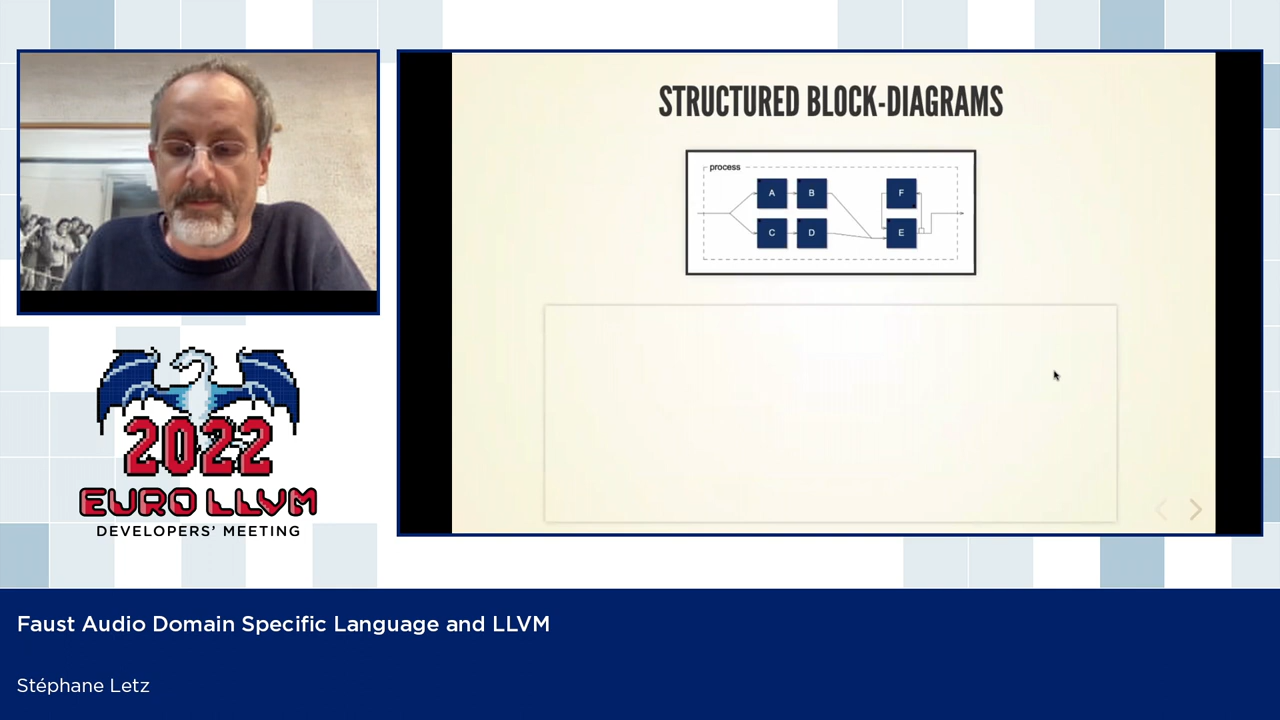 STRUCTURED BLOCK-DIAGRAMS
process
A B F
C D E
2022
EURO LLVM
DEVELOPERS' MEETING
Faust Audio Domain Specific Language and LLVM
Stéphane Letz